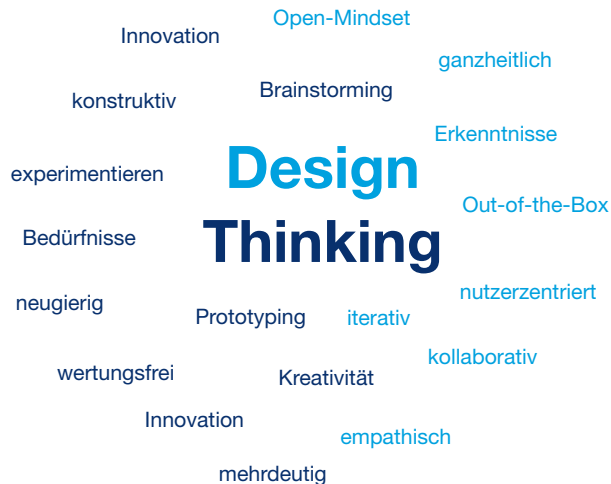 Open-Mindset
Innovation
ganzheitlich
Brainstorming
konstruktiv
Erkenntnisse
Design
experimentieren
Out-of-the-Box
Thinking
Bedürfnisse
nutzerzentriert
neugierig
Prototyping
iterativ
kollaborativ
wertungsfrei
Kreativität
Innovation
empathisch
mehrdeutig